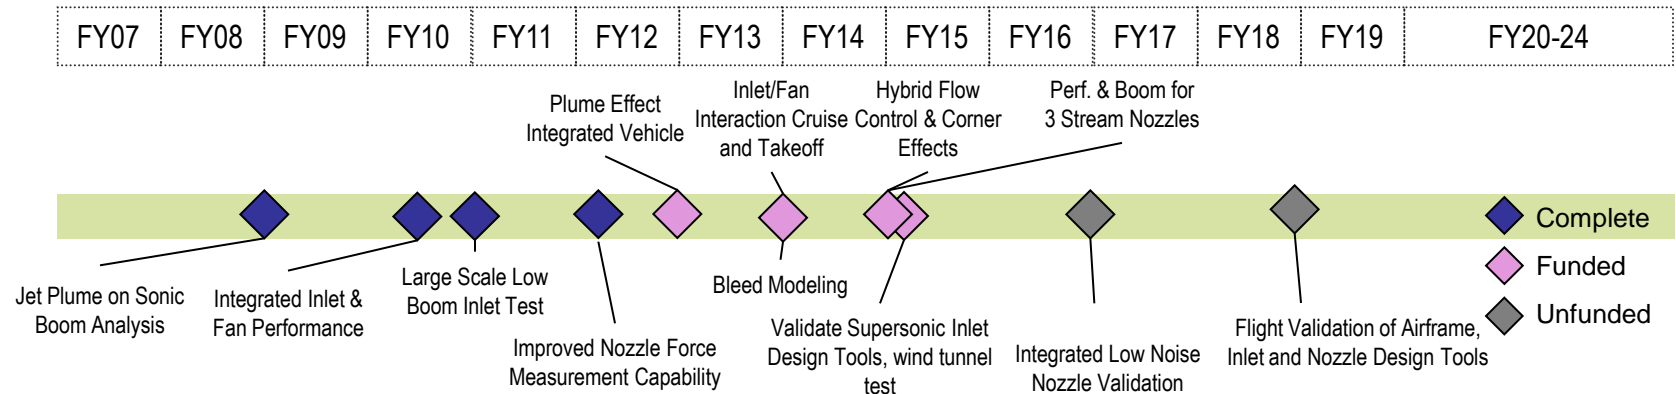 FY07 FY08 FY09 FY10 FY11 FY12 FY13 FY14 FY15 FY16 FY17 FY18 FY19 FY20-24
Plume Effect
Integrated Vehicle
Inlet/Fan
Interaction Cruise
and Takeoff
Hybrid Flow
Control & Corner
Effects
Perf. & Boom for
3 Stream Nozzles
Jet Plume on Sonic
Boom Analysis
Integrated Inlet &
Fan Performance
Large Scale Low
Boom Inlet Test
Improved Nozzle Force
Measurement Capability
Bleed Modeling
Validate Supersonic Inlet
Design Tools, wind tunnel
test
Integrated Low Noise
Nozzle Validation
Flight Validation of Airframe,
Inlet and Nozzle Design Tools
Complete
Funded
Unfunded